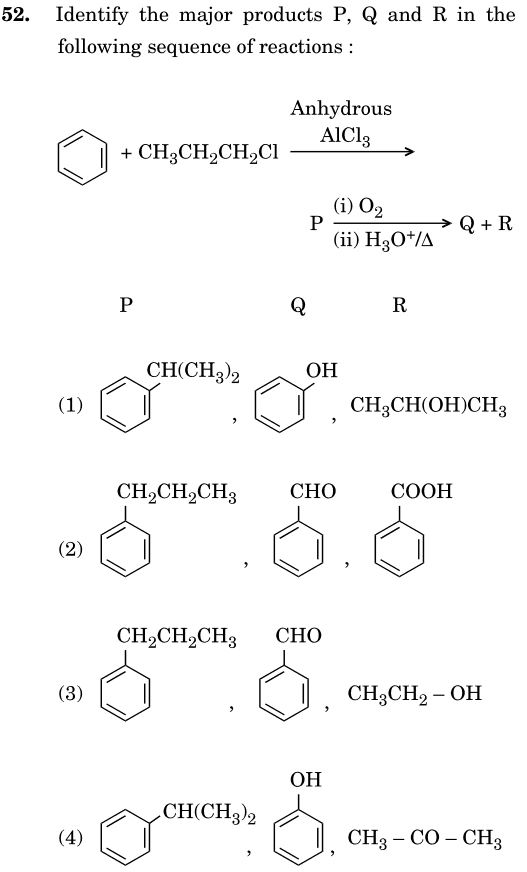 52. Identify the major products P, Q and R in the
following sequence of reactions :
Anhydrous
AlCl₃
+ CH₃CH₂CH₂Cl
(i) O₂
P Q + R
(ii) H₃O⁺/Δ
P Q R
CH(CH₃)₂ OH
(1) , , CH₃CH(OH)CH₃
CH₂CH₂CH₃ CHO COOH
(2) , ,
CH₂CH₂CH₃ CHO
(3) , , CH₃CH₂ – OH
OH
CH(CH₃)₂
(4) , , CH₃ – CO – CH₃